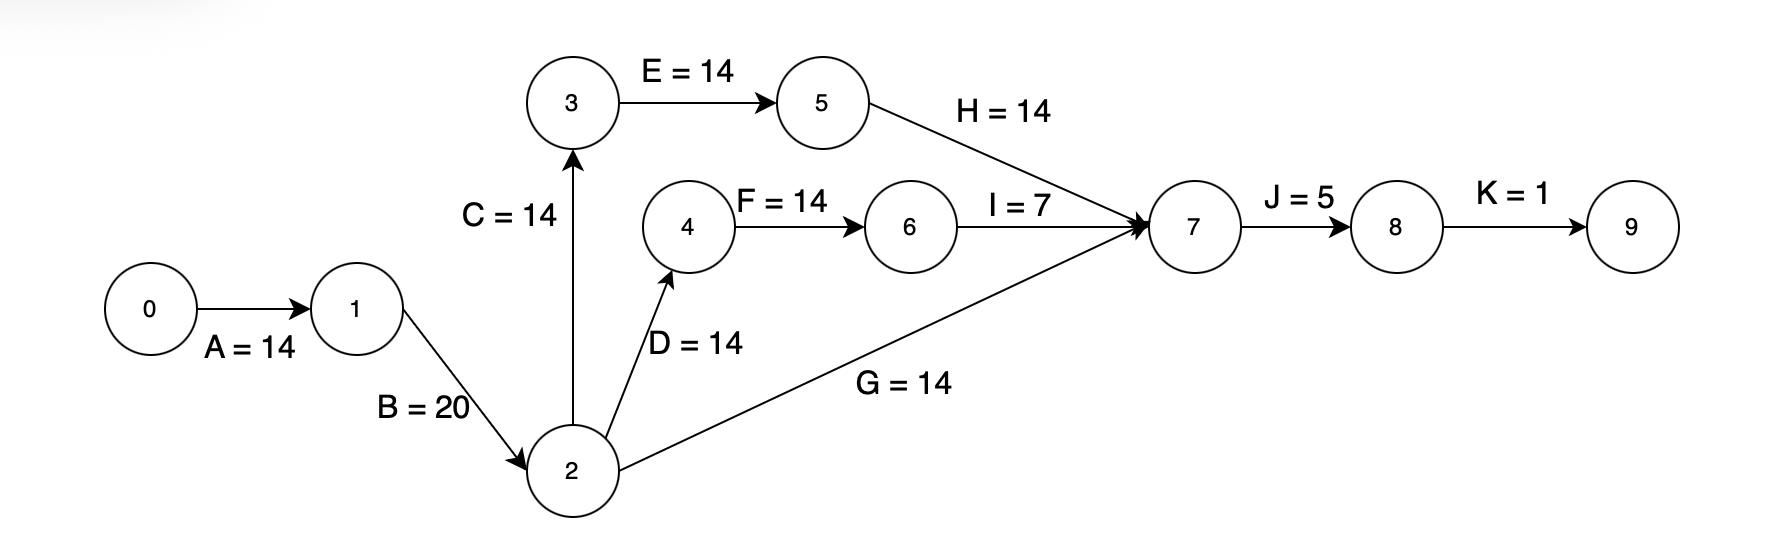 E = 14
3
5
H = 14
C = 14
F = 14
I = 7
J = 5
K = 1
4
6
7
8
9
0
1
A = 14
D = 14
G = 14
B = 20
2